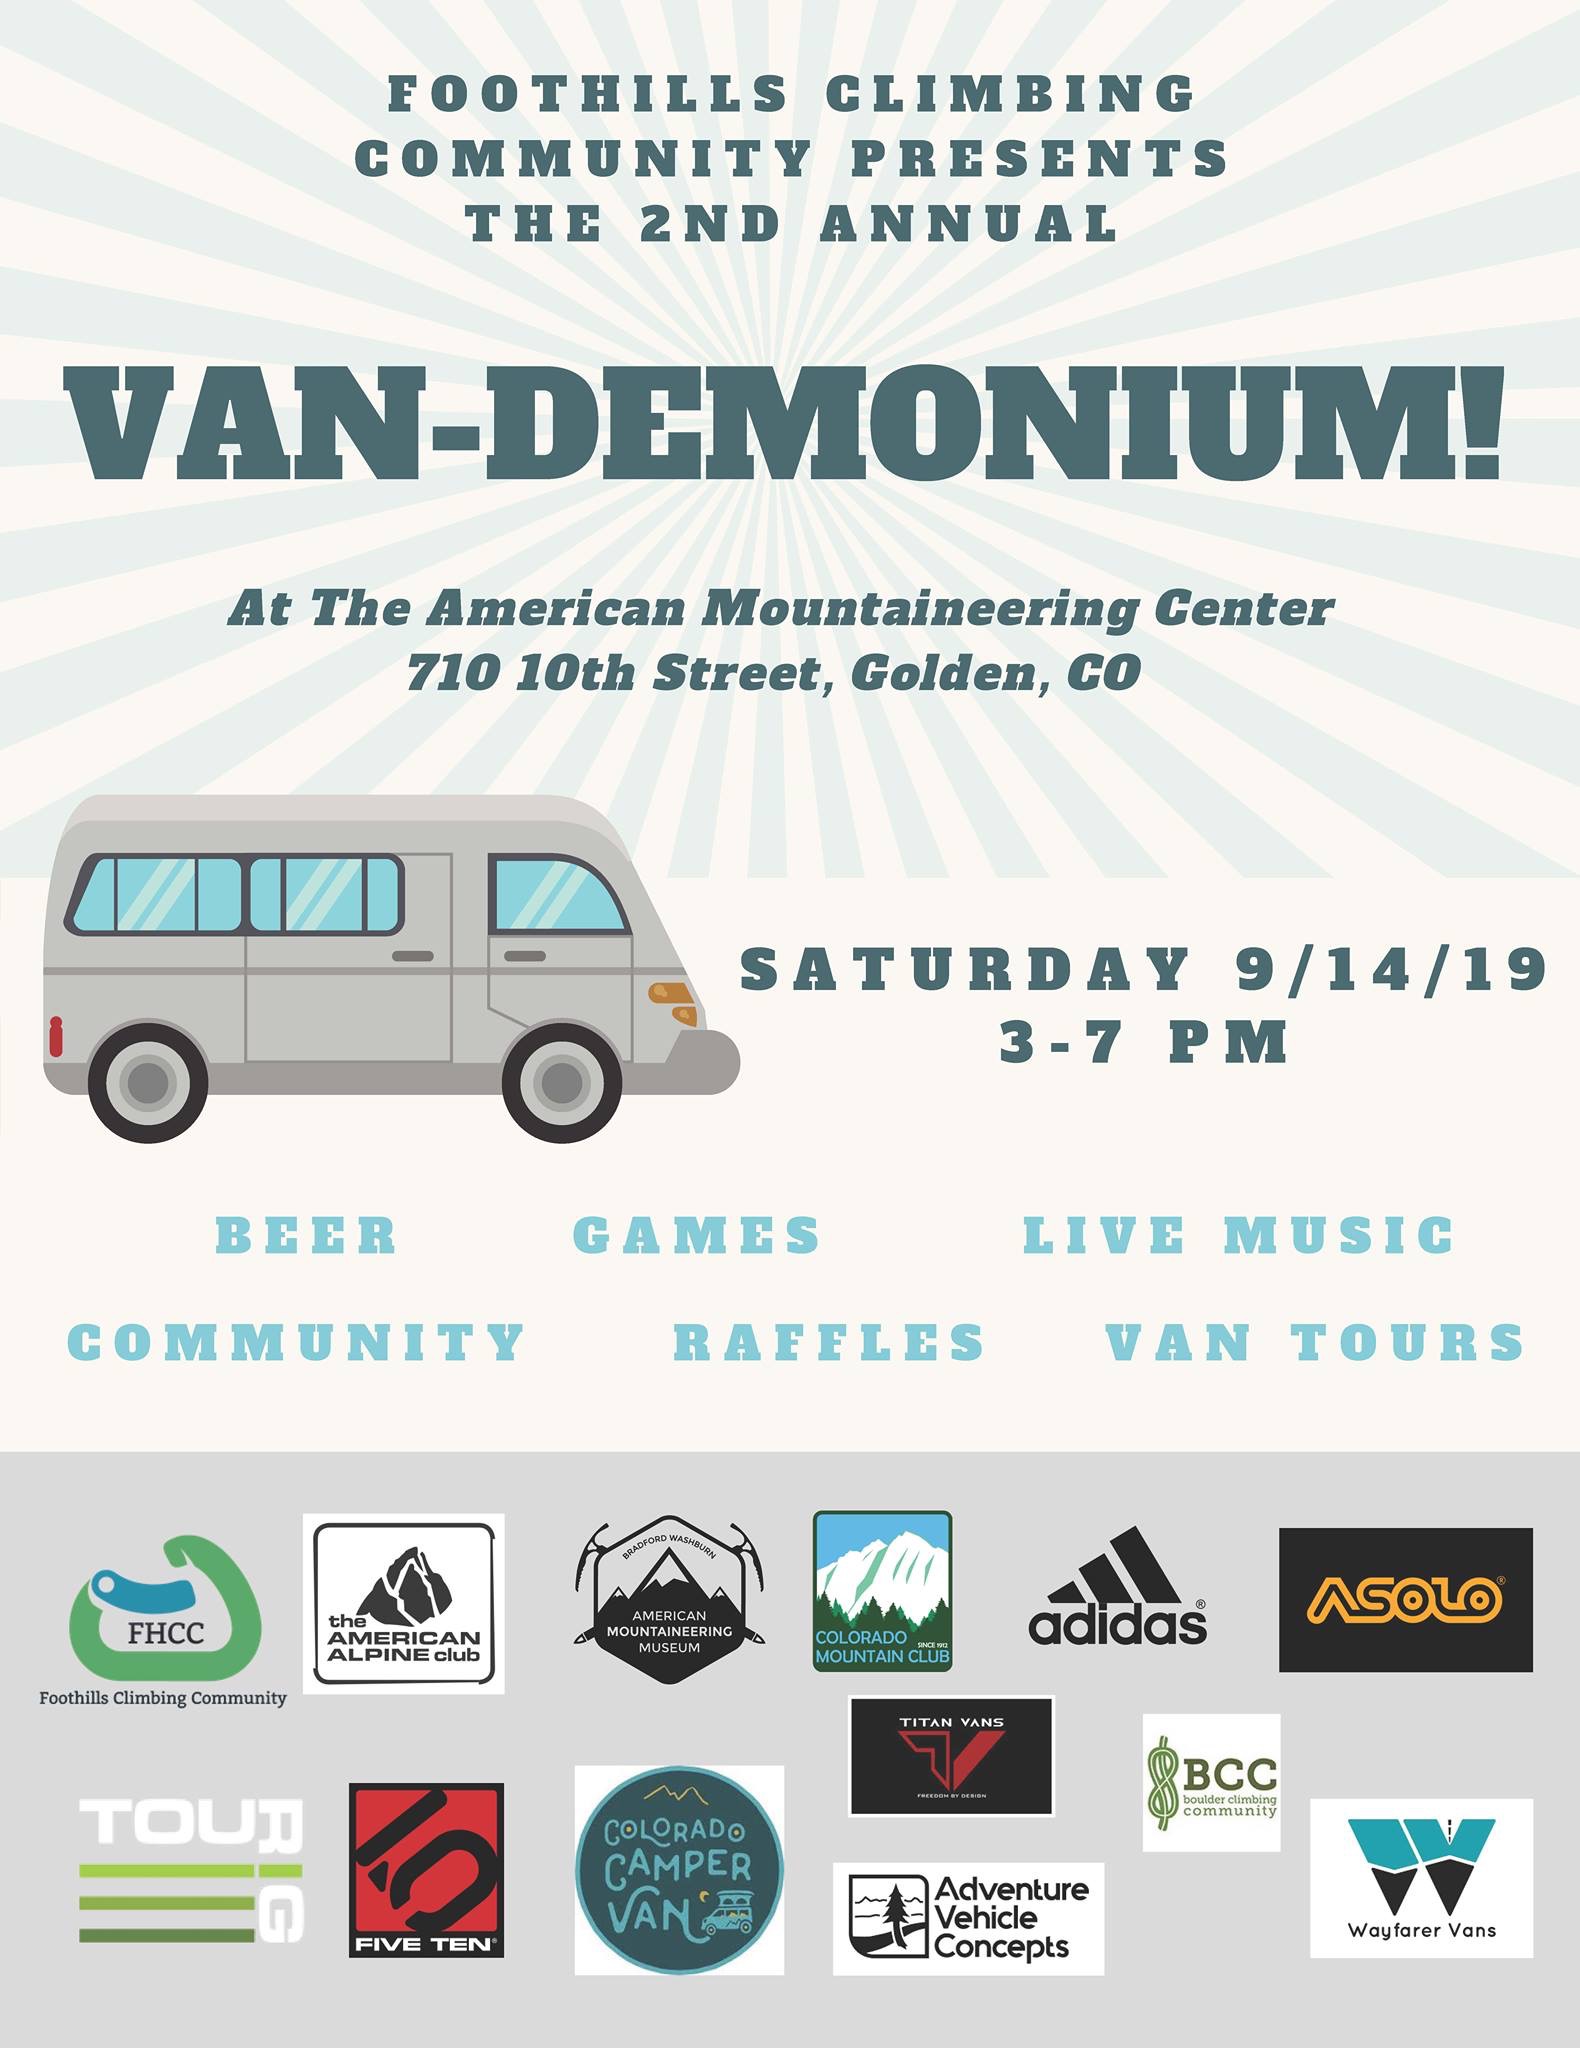 FOOTHILLS CLIMBING
COMMUNITY PRESENTS
THE 2ND ANNUAL
VAN-DEMONIUM!
At The American Mountaineering Center
710 10th Street, Golden, CO
SATURDAY 9/14/19
3-7 PM
BEER GAMES LIVE MUSIC
COMMUNITY RAFFLES VAN TOURS
FHCC
Foothills Climbing Community
the
AMERICAN
ALPINE club
BRADFORD WASHBURN
AMERICAN
MOUNTAINEERING
MUSEUM
COLORADO
SINCE 1912
MOUNTAIN CLUB
adidas®
ASOLO®
TOURIG
FIVE TEN®
COLORADO
CAMPER
VAN
TITAN VANS
FREEDOM BY DESIGN
Adventure
Vehicle
Concepts
BCC
boulder climbing
community
Wayfarer Vans